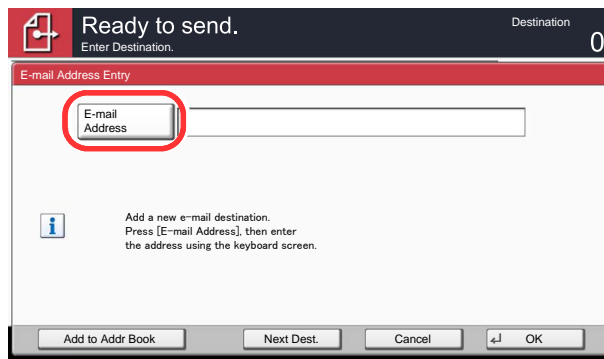 Ready to send.
Destination
Enter Destination.
0
E-mail Address Entry
E-mail
Address
Add a new e-mail destination.
Press [E-mail Address], then enter
the address using the keyboard screen.
Add to Addr Book
Next Dest.
Cancel
OK